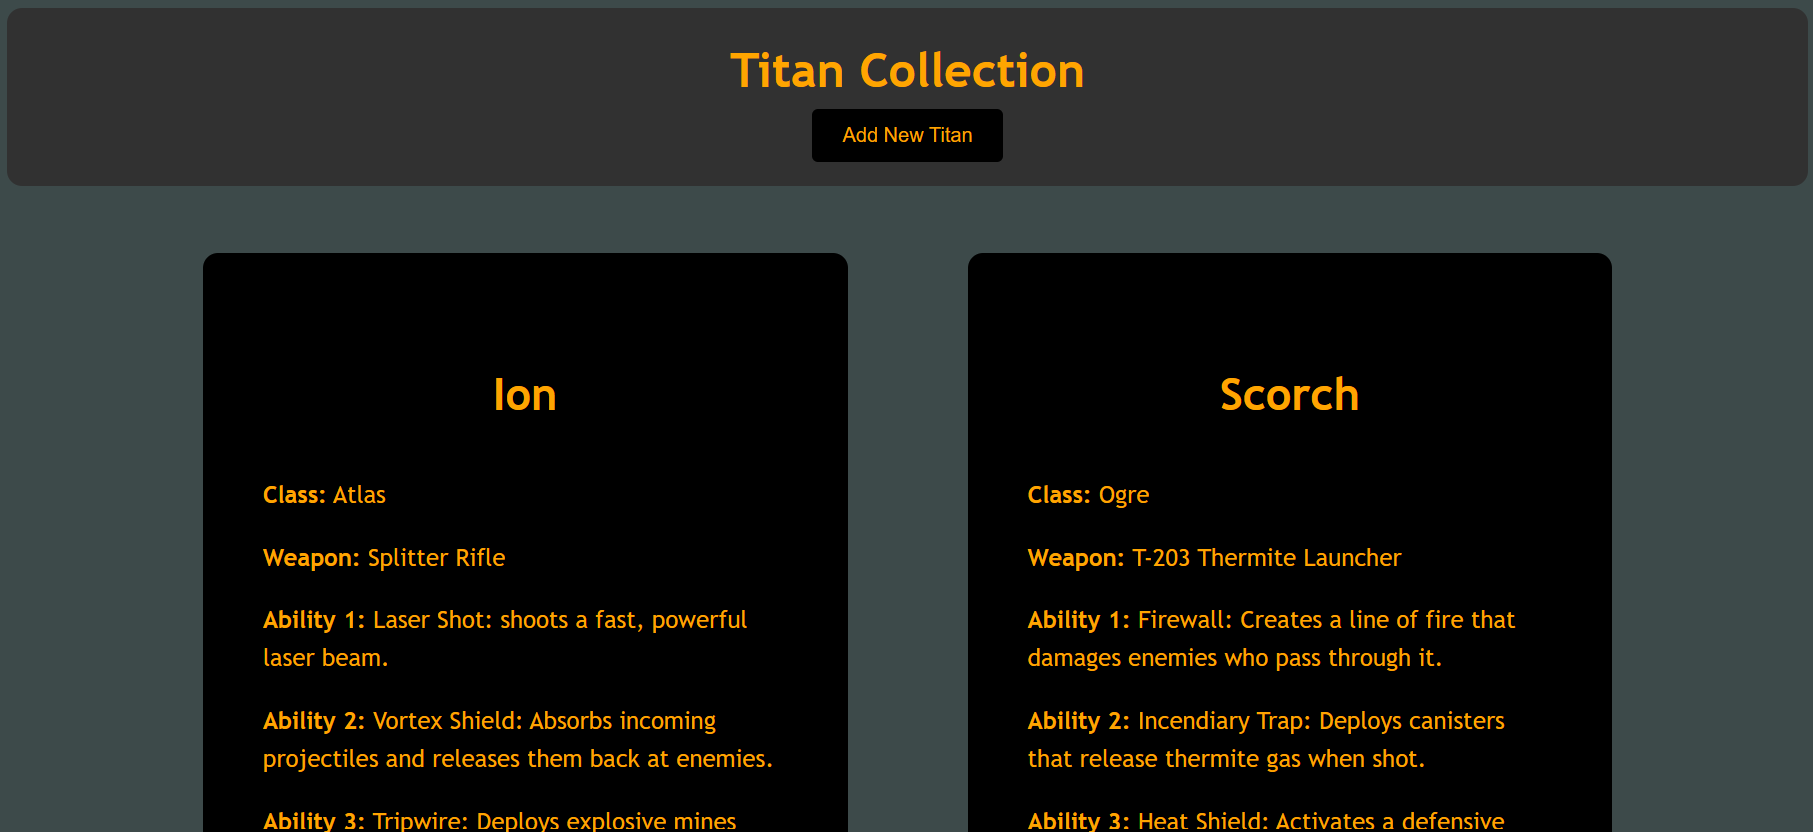 Titan Collection
Add New Titan
Ion
Class: Atlas
Weapon: Splitter Rifle
Ability 1: Laser Shot: shoots a fast, powerful
laser beam.
Ability 2: Vortex Shield: Absorbs incoming
projectiles and releases them back at enemies.
Ability 3: Tripwire: Deploys explosive mines
Scorch
Class: Ogre
Weapon: T-203 Thermite Launcher
Ability 1: Firewall: Creates a line of fire that
damages enemies who pass through it.
Ability 2: Incendiary Trap: Deploys canisters
that release thermite gas when shot.
Ability 3: Heat Shield: Activates a defensive